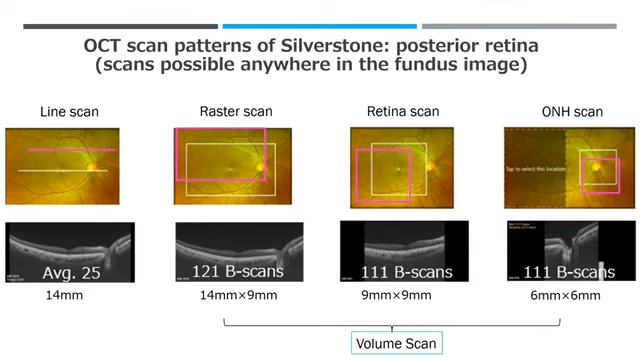 OCT scan patterns of Silverstone: posterior retina
(scans possible anywhere in the fundus image)
Line scan
Raster scan
Retina scan
ONH scan
Tap to select this location
Avg. 25
121 B-scans
111 B-scans
111 B-scans
14mm
14mm×9mm
9mm×9mm
6mm×6mm
Volume Scan